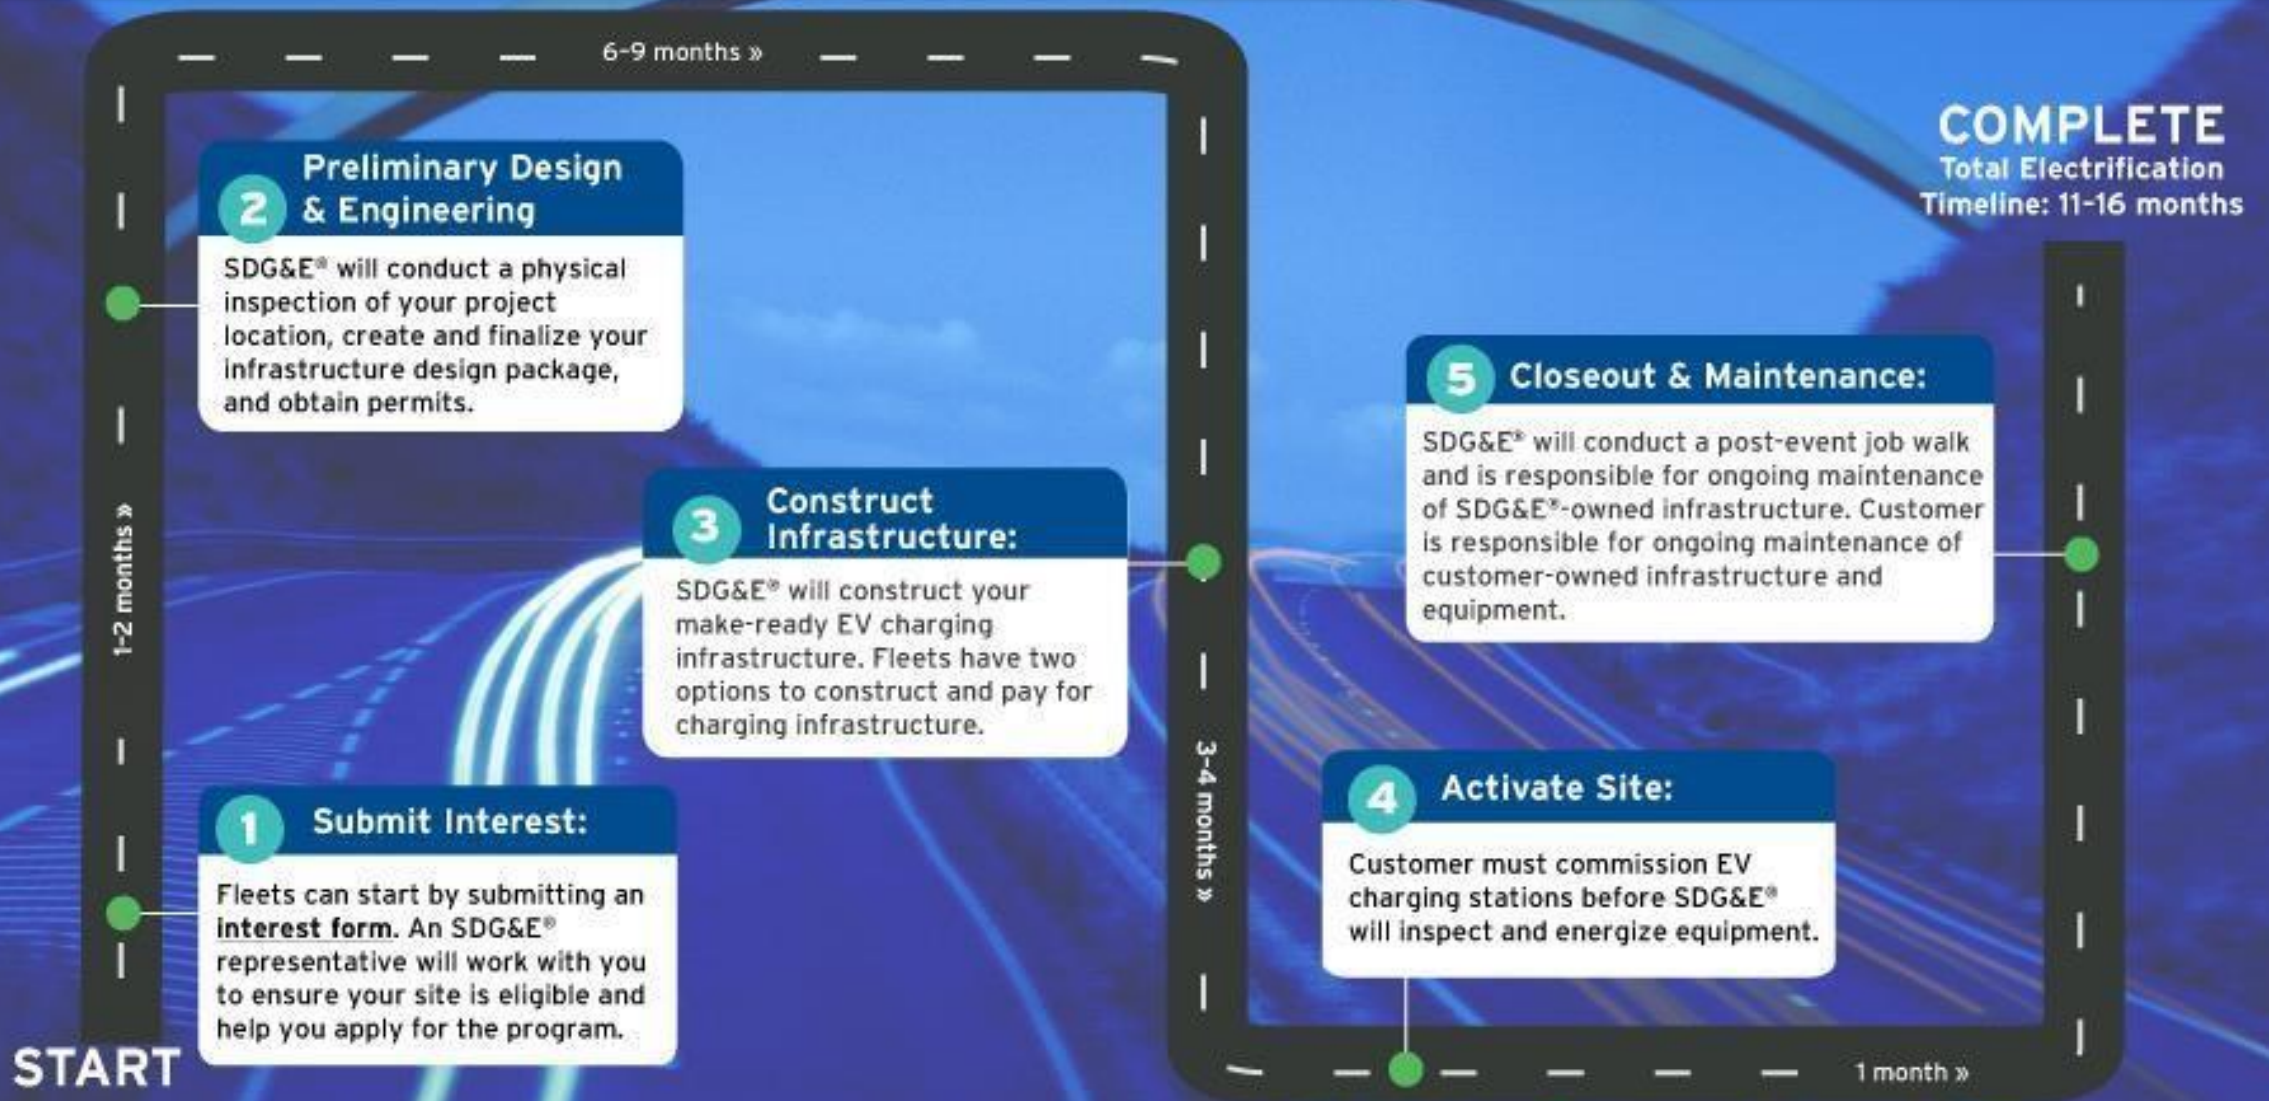 START
1
Submit Interest:
Fleets can start by submitting an
interest form. An SDG&E®
representative will work with you
to ensure your site is eligible and
help you apply for the program.
1-2 months »
2
Preliminary Design
& Engineering
SDG&E® will conduct a physical
inspection of your project
location, create and finalize your
infrastructure design package,
and obtain permits.
6-9 months »
3
Construct
Infrastructure:
SDG&E® will construct your
make-ready EV charging
infrastructure. Fleets have two
options to construct and pay for
charging infrastructure.
3-4 months »
4
Activate Site:
Customer must commission EV
charging stations before SDG&E®
will inspect and energize equipment.
1 month »
5
Closeout & Maintenance:
SDG&E® will conduct a post-event job walk
and is responsible for ongoing maintenance
of SDG&E®-owned infrastructure. Customer
is responsible for ongoing maintenance of
customer-owned infrastructure and
equipment.
COMPLETE
Total Electrification
Timeline: 11-16 months